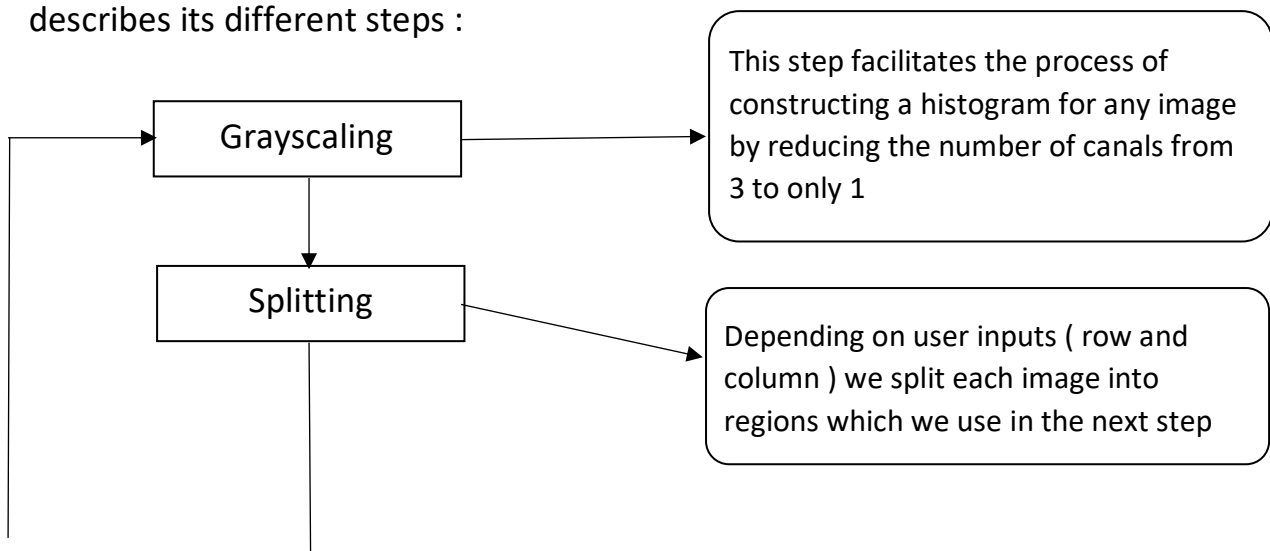 describes its different steps :
Grayscaling
This step facilitates the process of
constructing a histogram for any image
by reducing the number of canals from
3 to only 1
Splitting
Depending on user inputs ( row and
column ) we split each image into
regions which we use in the next step